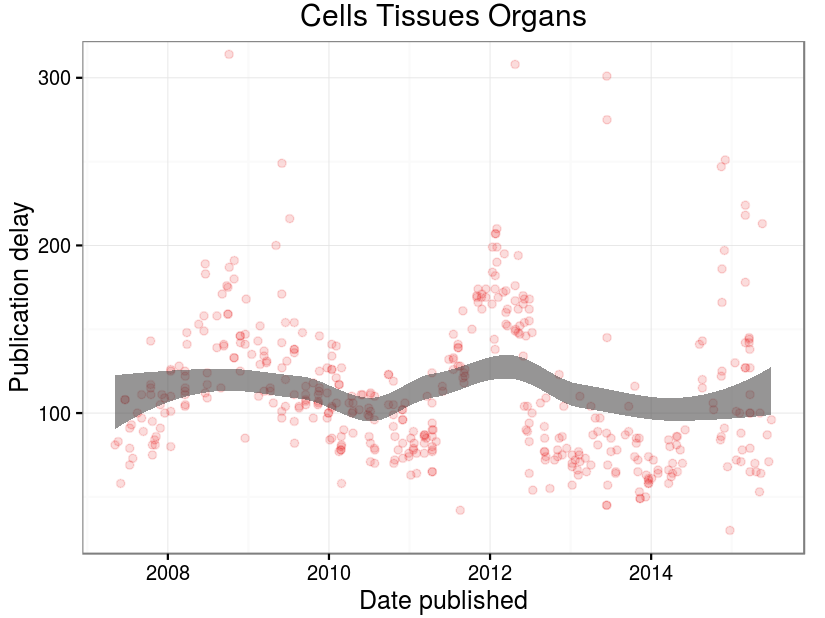 Cells Tissues Organs
300
200
100
Publication delay
2008 2010 2012 2014
Date published